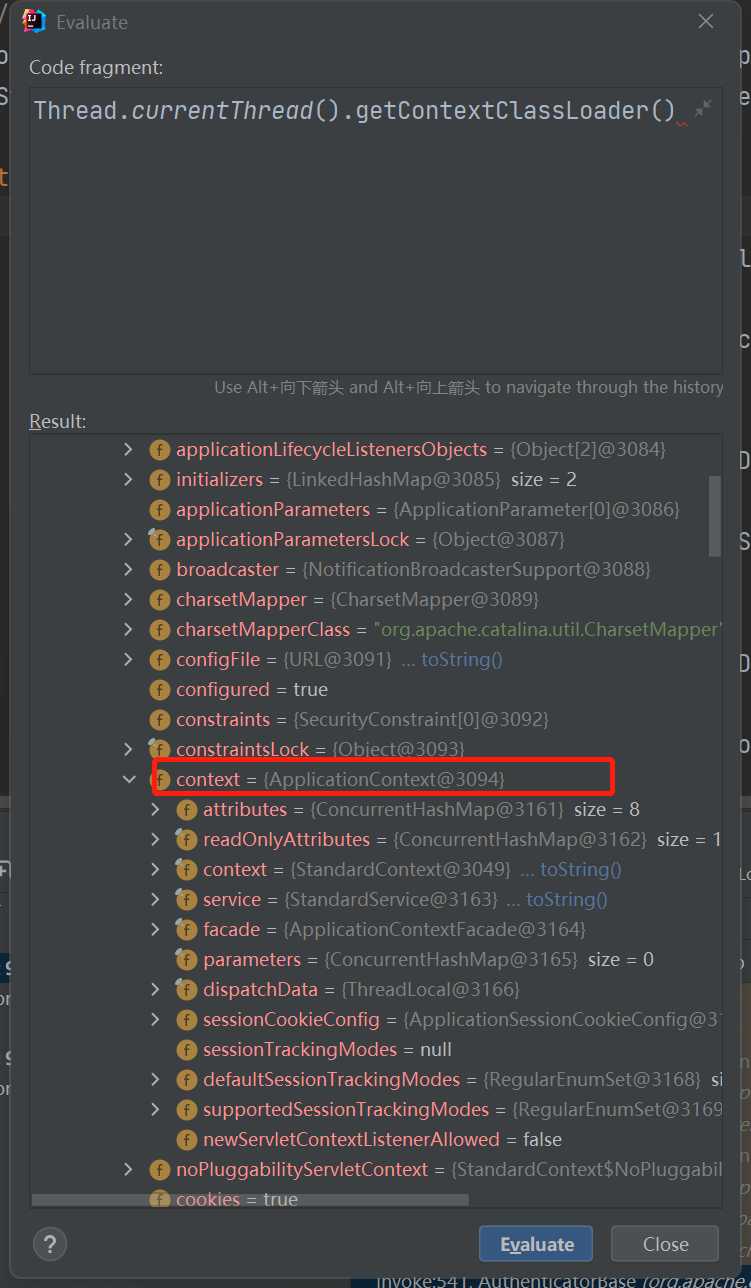 Evaluate
Code fragment:
Thread.currentThread().getContextClassLoader()
Use Alt+向下箭头 and Alt+向上箭头 to navigate through the history
Result:
applicationLifecycleListenersObjects = {Object[2]@3084}
initializers = {LinkedHashMap@3085} size = 2
applicationParameters = {ApplicationParameter[0]@3086}
applicationParametersLock = {Object@3087}
broadcaster = {NotificationBroadcasterSupport@3088}
charsetMapper = {CharsetMapper@3089}
charsetMapperClass = "org.apache.catalina.util.CharsetMapper"
configFile = {URL@3091} ... toString()
configured = true
constraints = {SecurityConstraint[0]@3092}
constraintsLock = {Object@3093}
context = {ApplicationContext@3094}
attributes = {ConcurrentHashMap@3161} size = 8
readOnlyAttributes = {ConcurrentHashMap@3162} size = 1
context = {StandardContext@3049} ... toString()
service = {StandardService@3163} ... toString()
facade = {ApplicationContextFacade@3164}
parameters = {ConcurrentHashMap@3165} size = 0
dispatchData = {ThreadLocal@3166}
sessionCookieConfig = {ApplicationSessionCookieConfig@31
sessionTrackingModes = null
defaultSessionTrackingModes = {RegularEnumSet@3168} si
supportedSessionTrackingModes = {RegularEnumSet@3169
newServletContextListenerAllowed = false
noPluggabilityServletContext = {StandardContext$NoPluggabil
cookies = true
? Evaluate Close
invoke:541, AuthenticatorBase (org.apache.